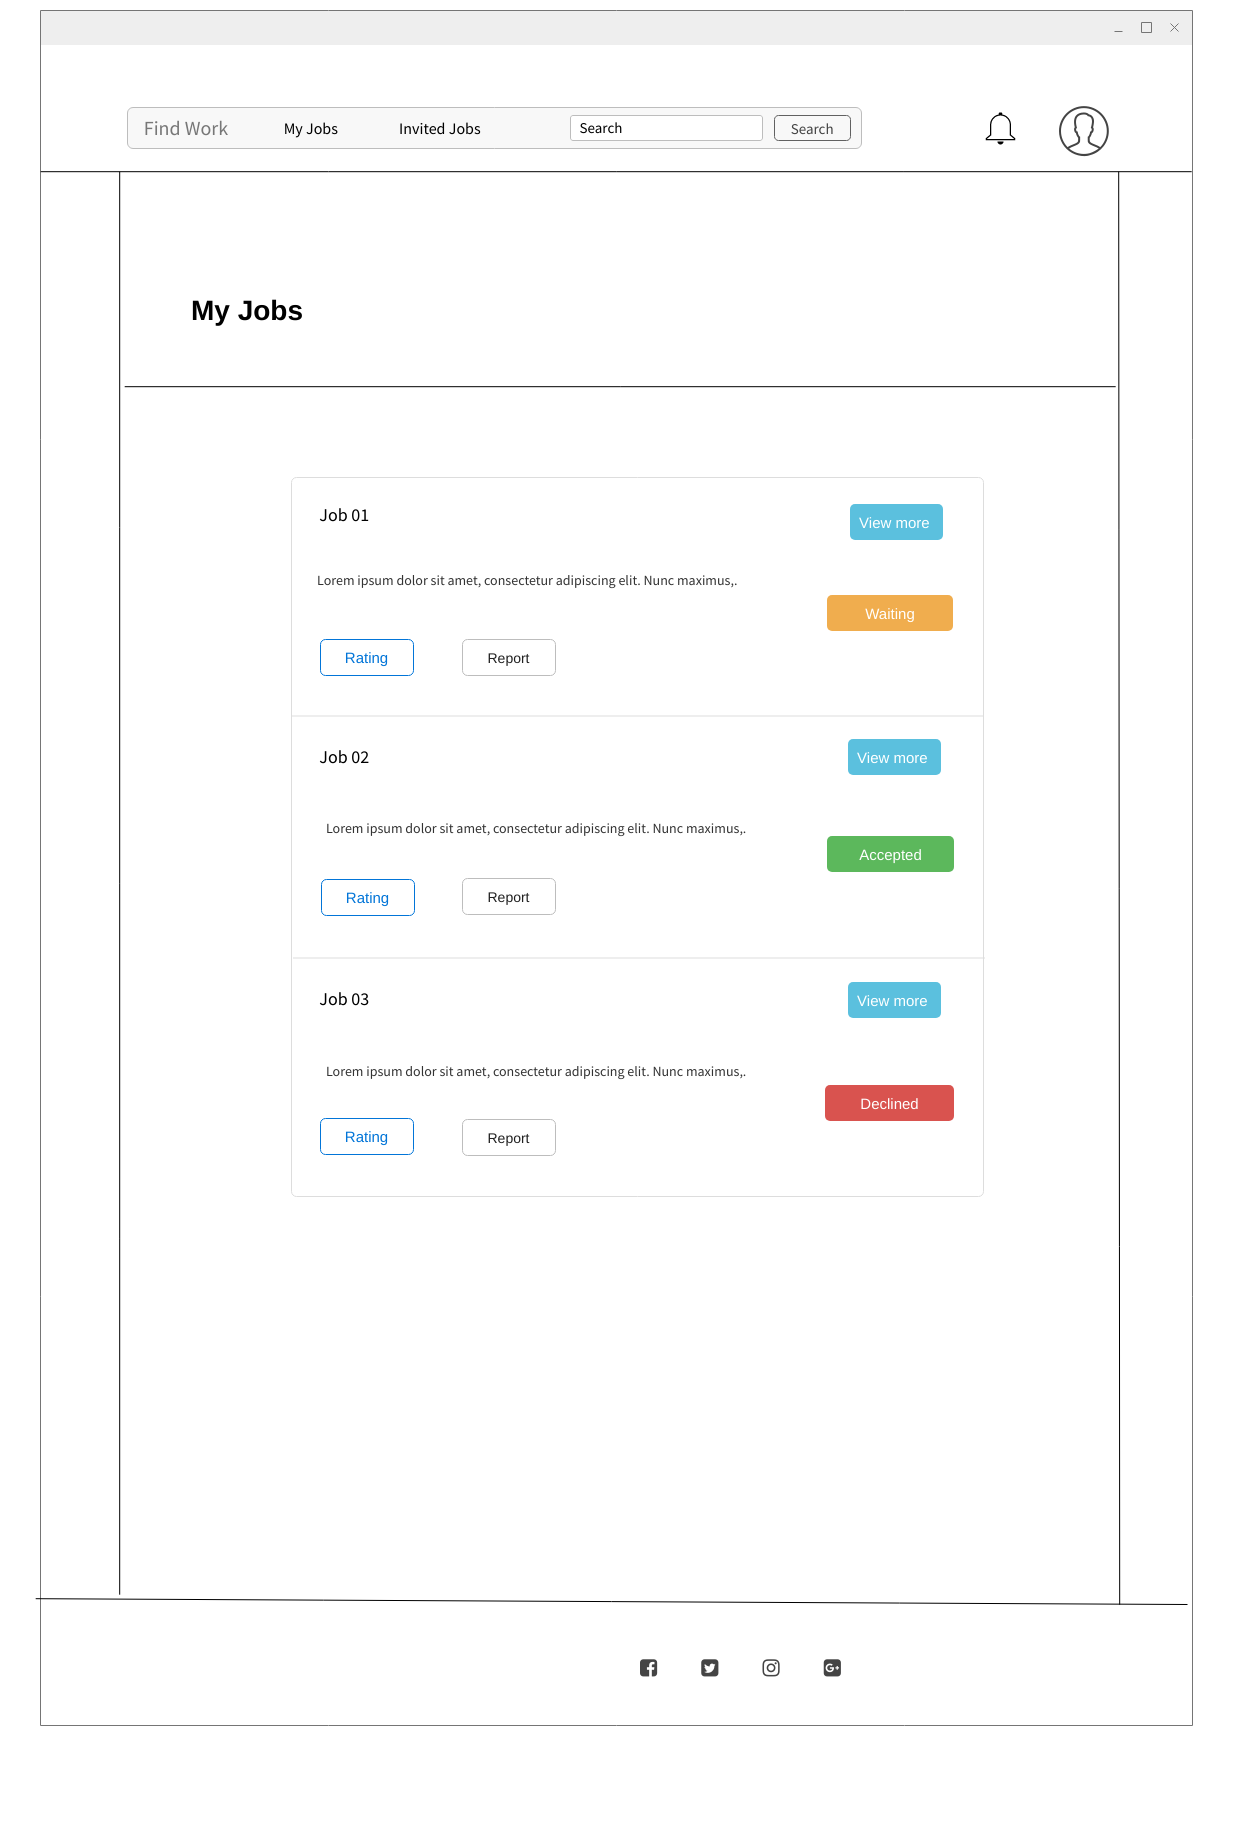 Find Work My Jobs Invited Jobs Search Search
My Jobs
Job 01 View more
Lorem ipsum dolor sit amet, consectetur adipiscing elit. Nunc maximus,.
Waiting
Rating Report
Job 02 View more
Lorem ipsum dolor sit amet, consectetur adipiscing elit. Nunc maximus,.
Accepted
Rating Report
Job 03 View more
Lorem ipsum dolor sit amet, consectetur adipiscing elit. Nunc maximus,.
Declined
Rating Report